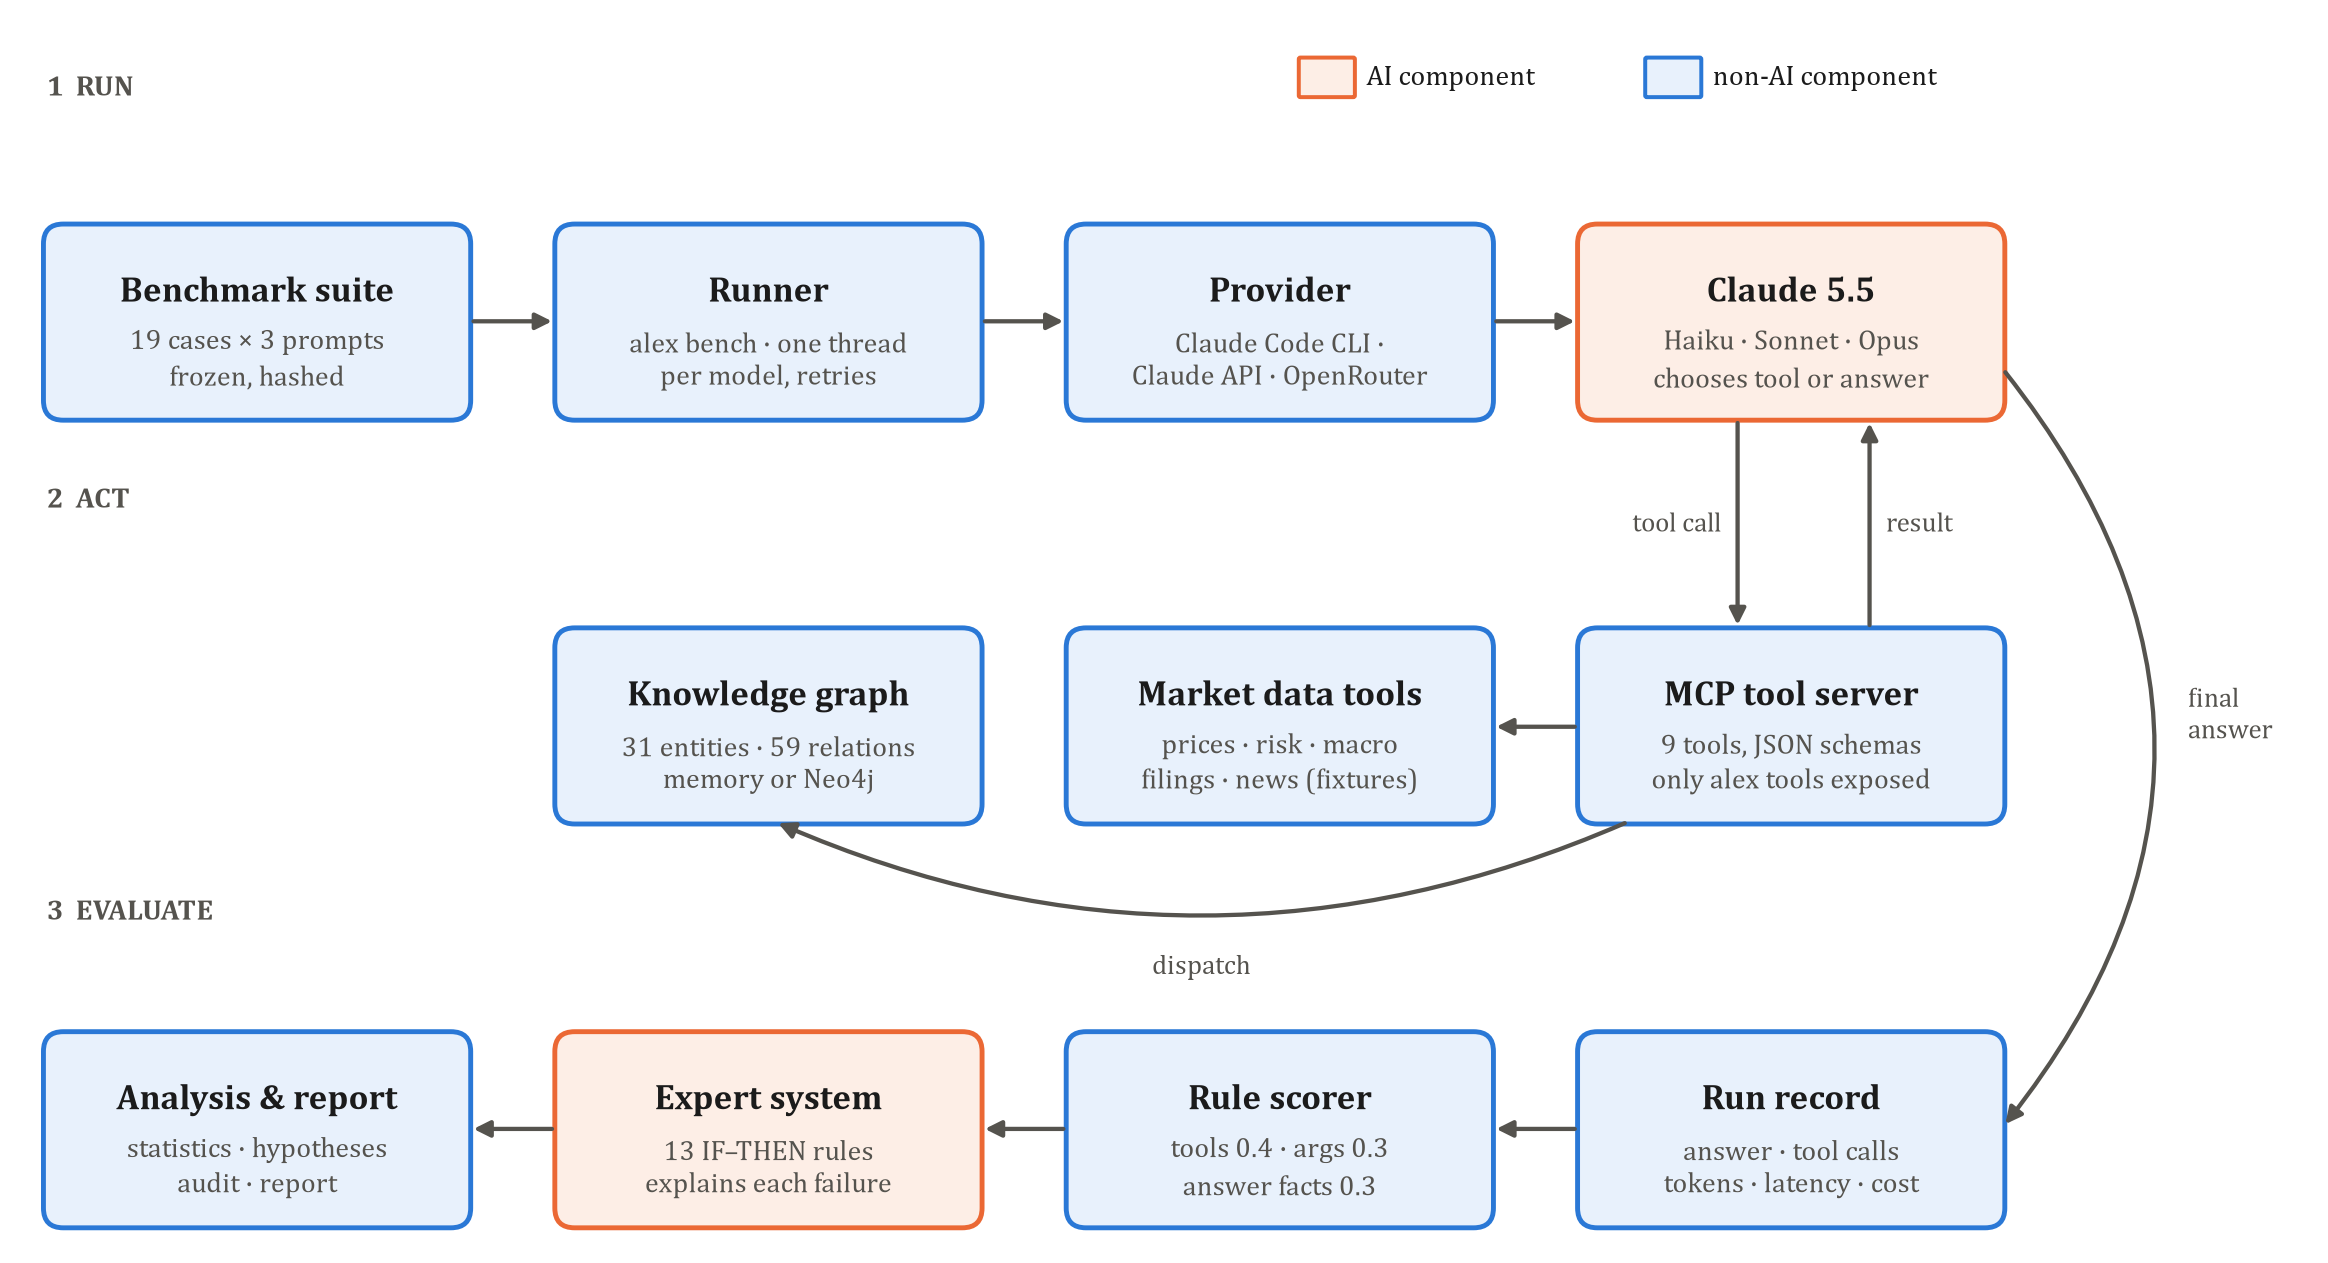 1 RUN
AI component
non-AI component
Benchmark suite
19 cases × 3 prompts
frozen, hashed
Runner
alex bench · one thread
per model, retries
Provider
Claude Code CLI ·
Claude API · OpenRouter
Claude 5.5
Haiku · Sonnet · Opus
chooses tool or answer
2 ACT
tool call
result
Knowledge graph
31 entities · 59 relations
memory or Neo4j
Market data tools
prices · risk · macro
filings · news (fixtures)
MCP tool server
9 tools, JSON schemas
only alex tools exposed
final
answer
3 EVALUATE
dispatch
Analysis & report
statistics · hypotheses
audit · report
Expert system
13 IF–THEN rules
explains each failure
Rule scorer
tools 0.4 · args 0.3
answer facts 0.3
Run record
answer · tool calls
tokens · latency · cost